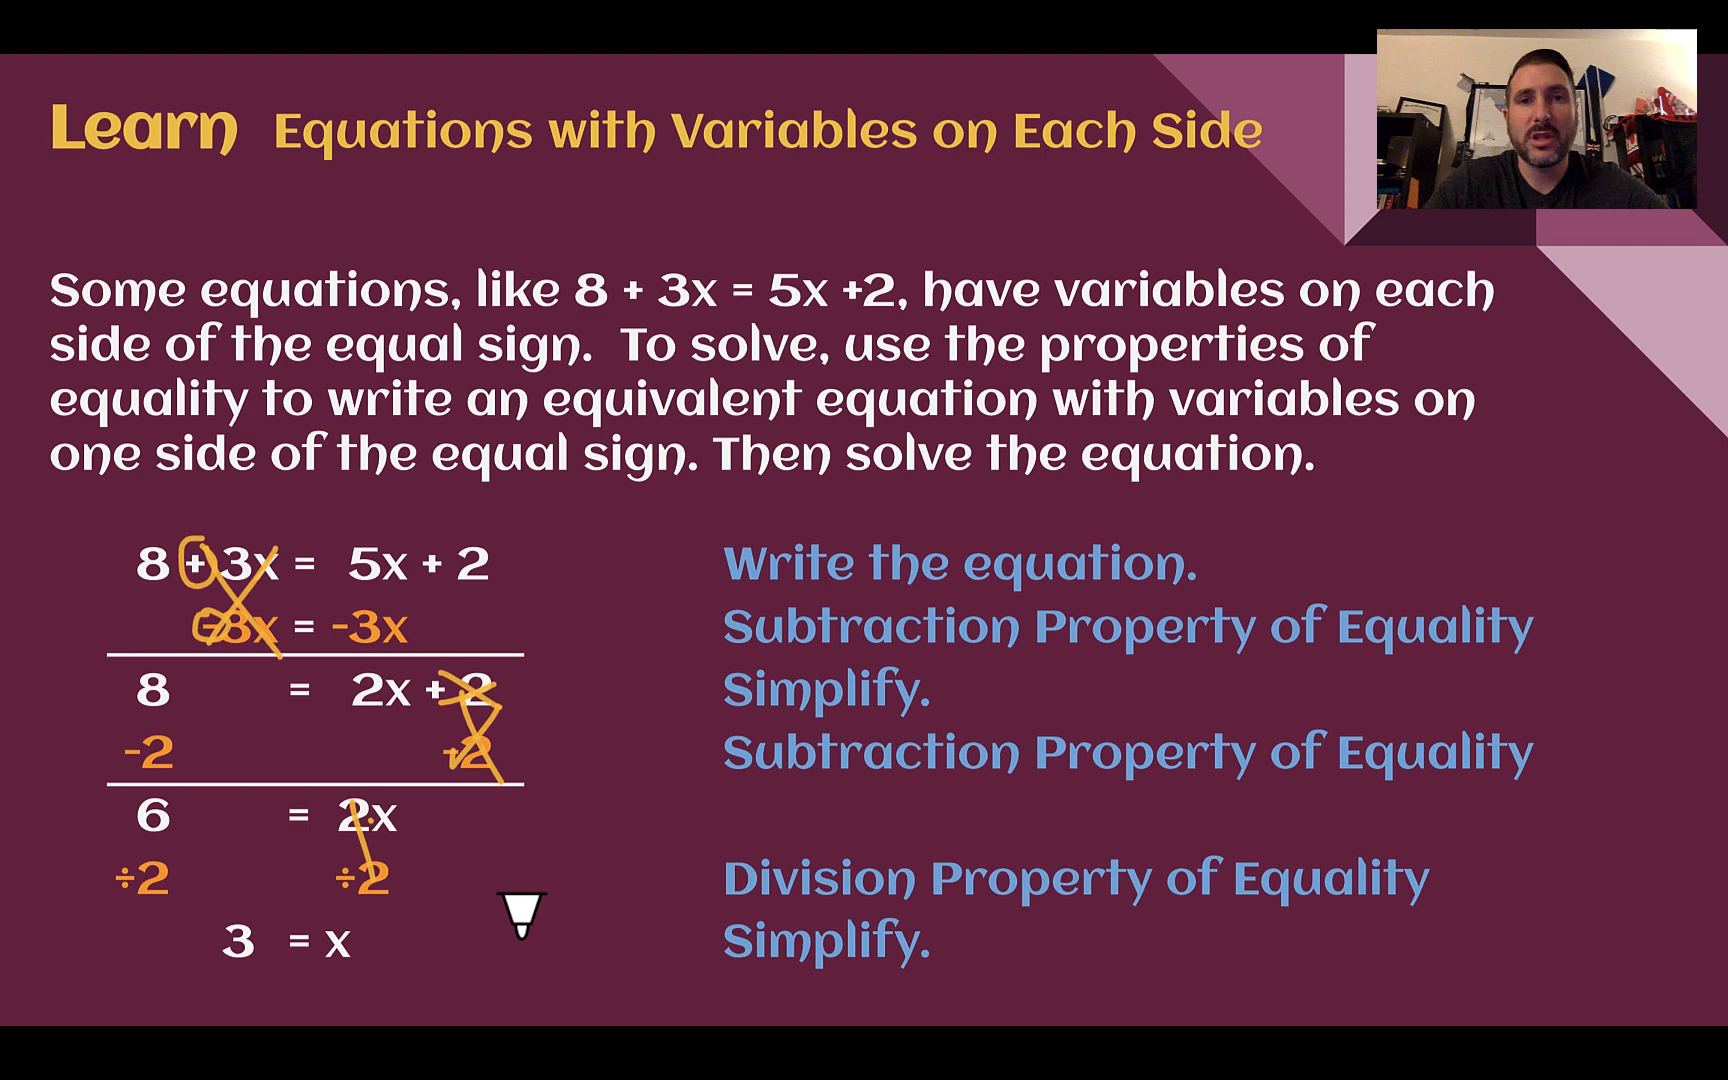 Learn Equations with Variables on Each Side
Some equations, like 8 + 3x = 5x +2, have variables on each
side of the equal sign. To solve, use the properties of
equality to write an equivalent equation with variables on
one side of the equal sign. Then solve the equation.
8 + 3x = 5x + 2 Write the equation.
-3x = -3x Subtraction Property of Equality
8 = 2x + 2 Simplify.
-2 -2 Subtraction Property of Equality
6 = 2x
÷2 ÷2 Division Property of Equality
3 = x Simplify.